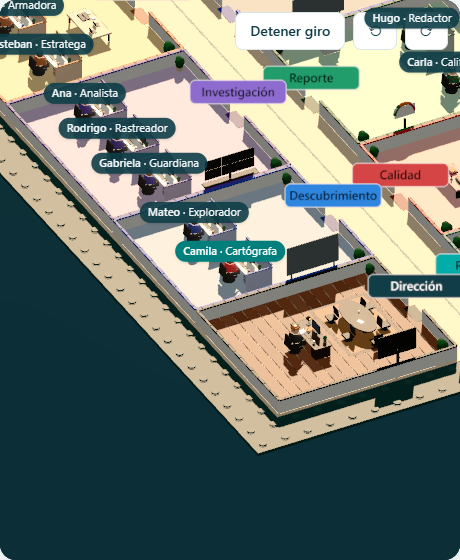 Armadora
Hugo · Redactor
Detener giro
Esteban · Estratega
Carla · Cali
Reporte
Ana · Analista
Investigación
Rodrigo · Rastreador
Gabriela · Guardiana
Calidad
Descubrimiento
Mateo · Explorador
Camila · Cartógrafa
Dirección